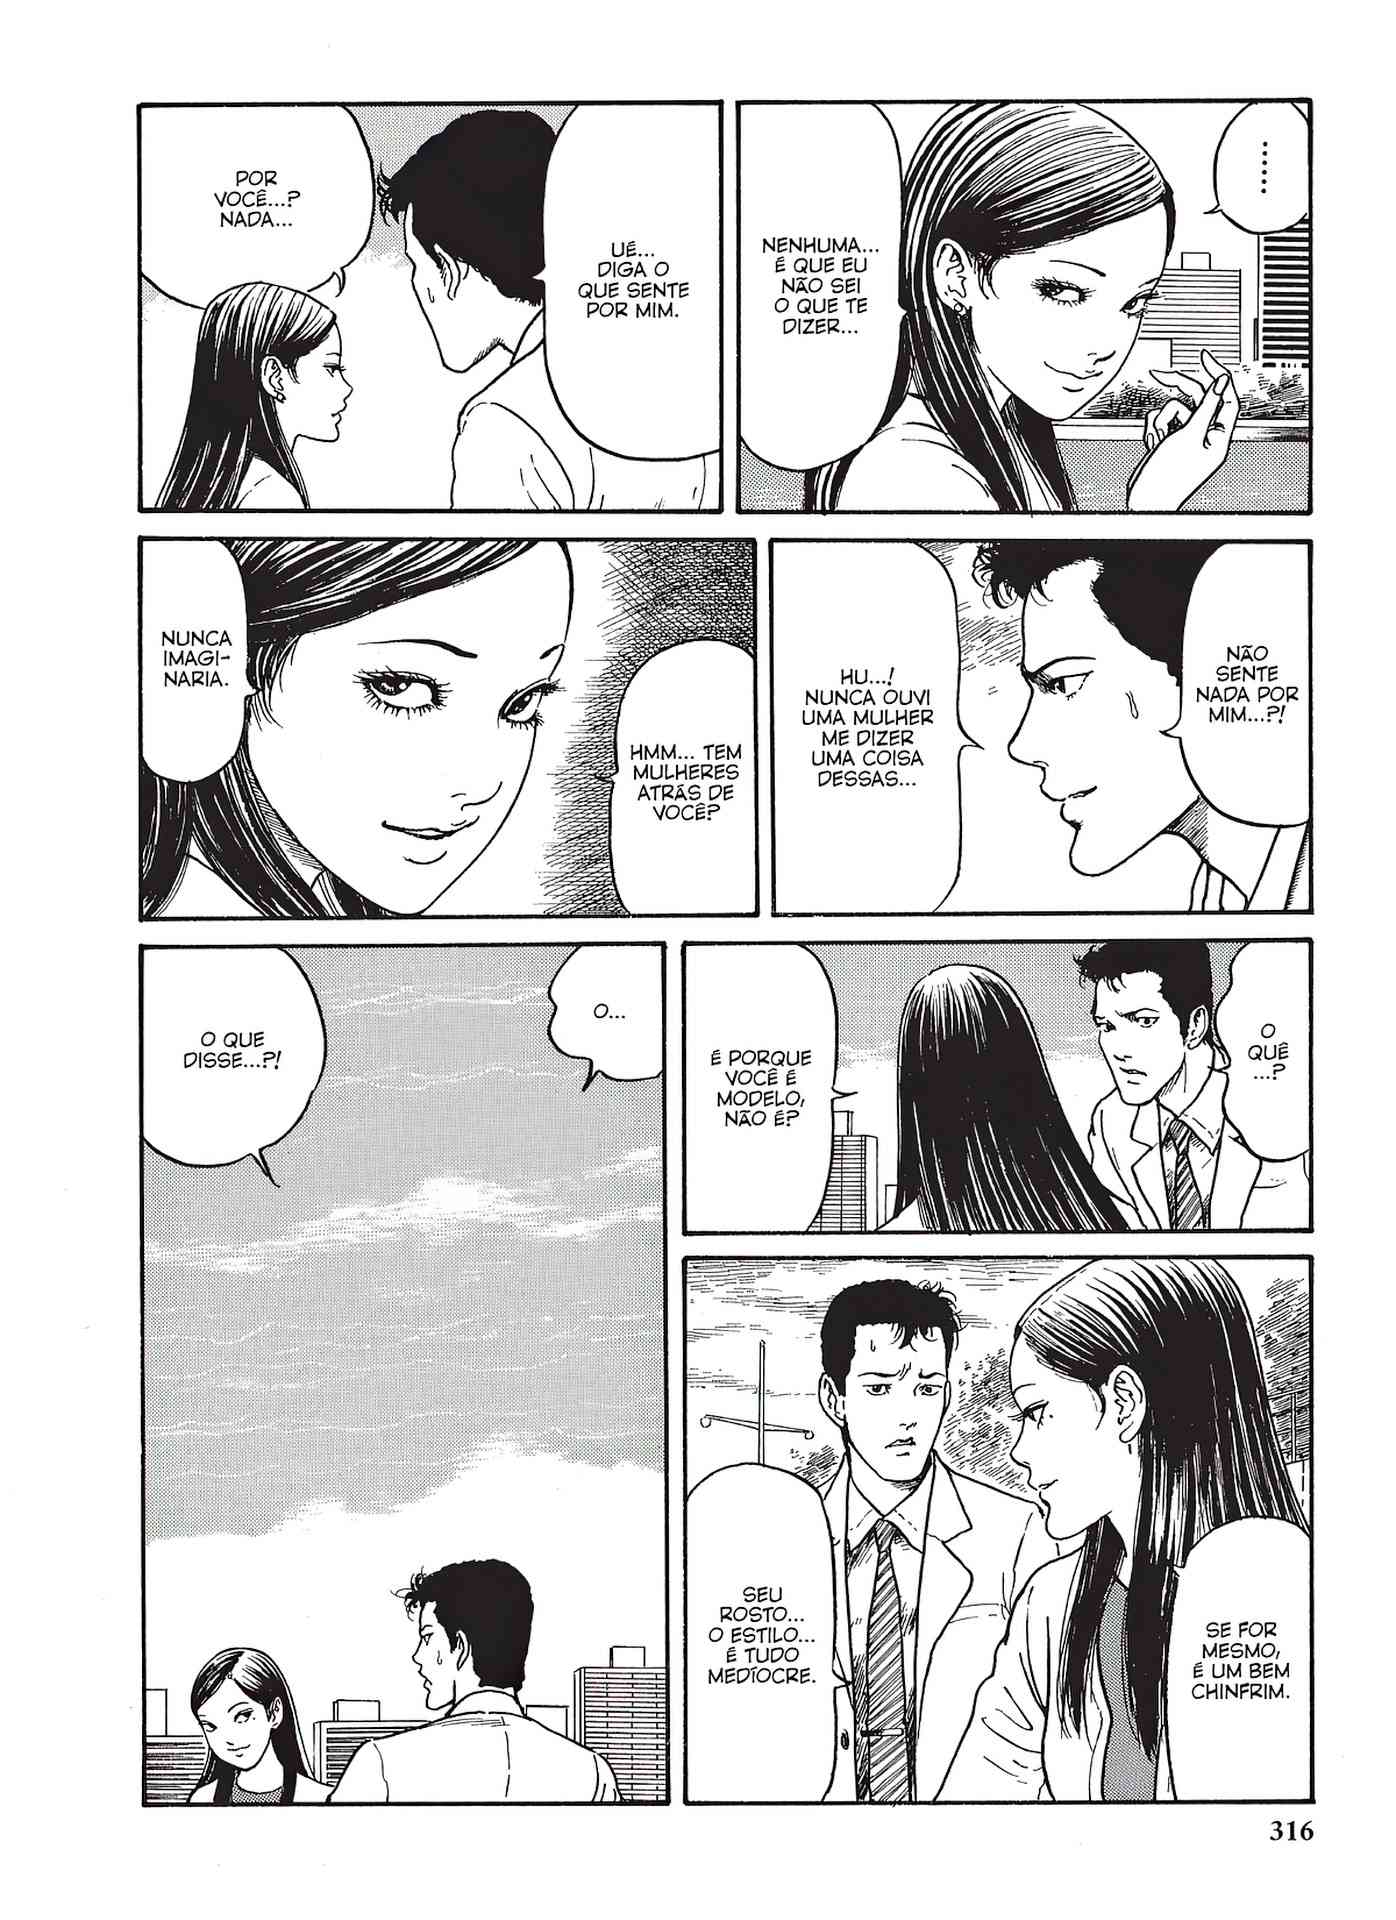 ......
NENHUMA...
É QUE EU
NÃO SEI
O QUE TE
DIZER...
UÉ...
DIGA O
QUE SENTE
POR MIM.
POR
VOCÊ...?
NADA...
NÃO
SENTE
NADA POR
MIM...?!
HU...!
NUNCA OUVI
UMA MULHER
ME DIZER
UMA COISA
DESSAS...
HMM... TEM
MULHERES
ATRÁS DE
VOCÊ?
NUNCA
IMAGI-
NARIA.
O
QUÊ
...?
É PORQUE
VOCÊ É
MODELO,
NÃO É?
SE FOR
MESMO,
É UM BEM
CHINFRIM.
SEU
ROSTO...
O ESTILO...
É TUDO
MEDÍOCRE.
O...
O QUE
DISSE...?!
316